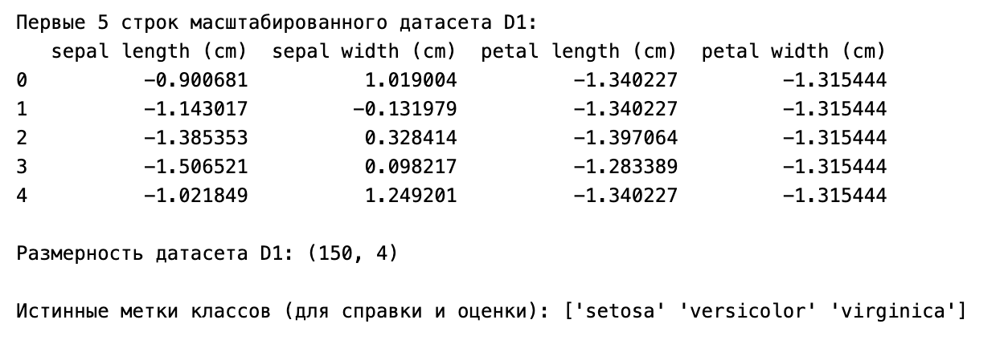 Первые 5 строк масштабированного датасета D1:
sepal length (cm)  sepal width (cm)  petal length (cm)  petal width (cm)
0  -0.900681  1.019004  -1.340227  -1.315444
1  -1.143017  -0.131979  -1.340227  -1.315444
2  -1.385353  0.328414  -1.397064  -1.315444
3  -1.506521  0.098217  -1.283389  -1.315444
4  -1.021849  1.249201  -1.340227  -1.315444
Размерность датасета D1: (150, 4)
Истинные метки классов (для справки и оценки): ['setosa' 'versicolor' 'virginica']